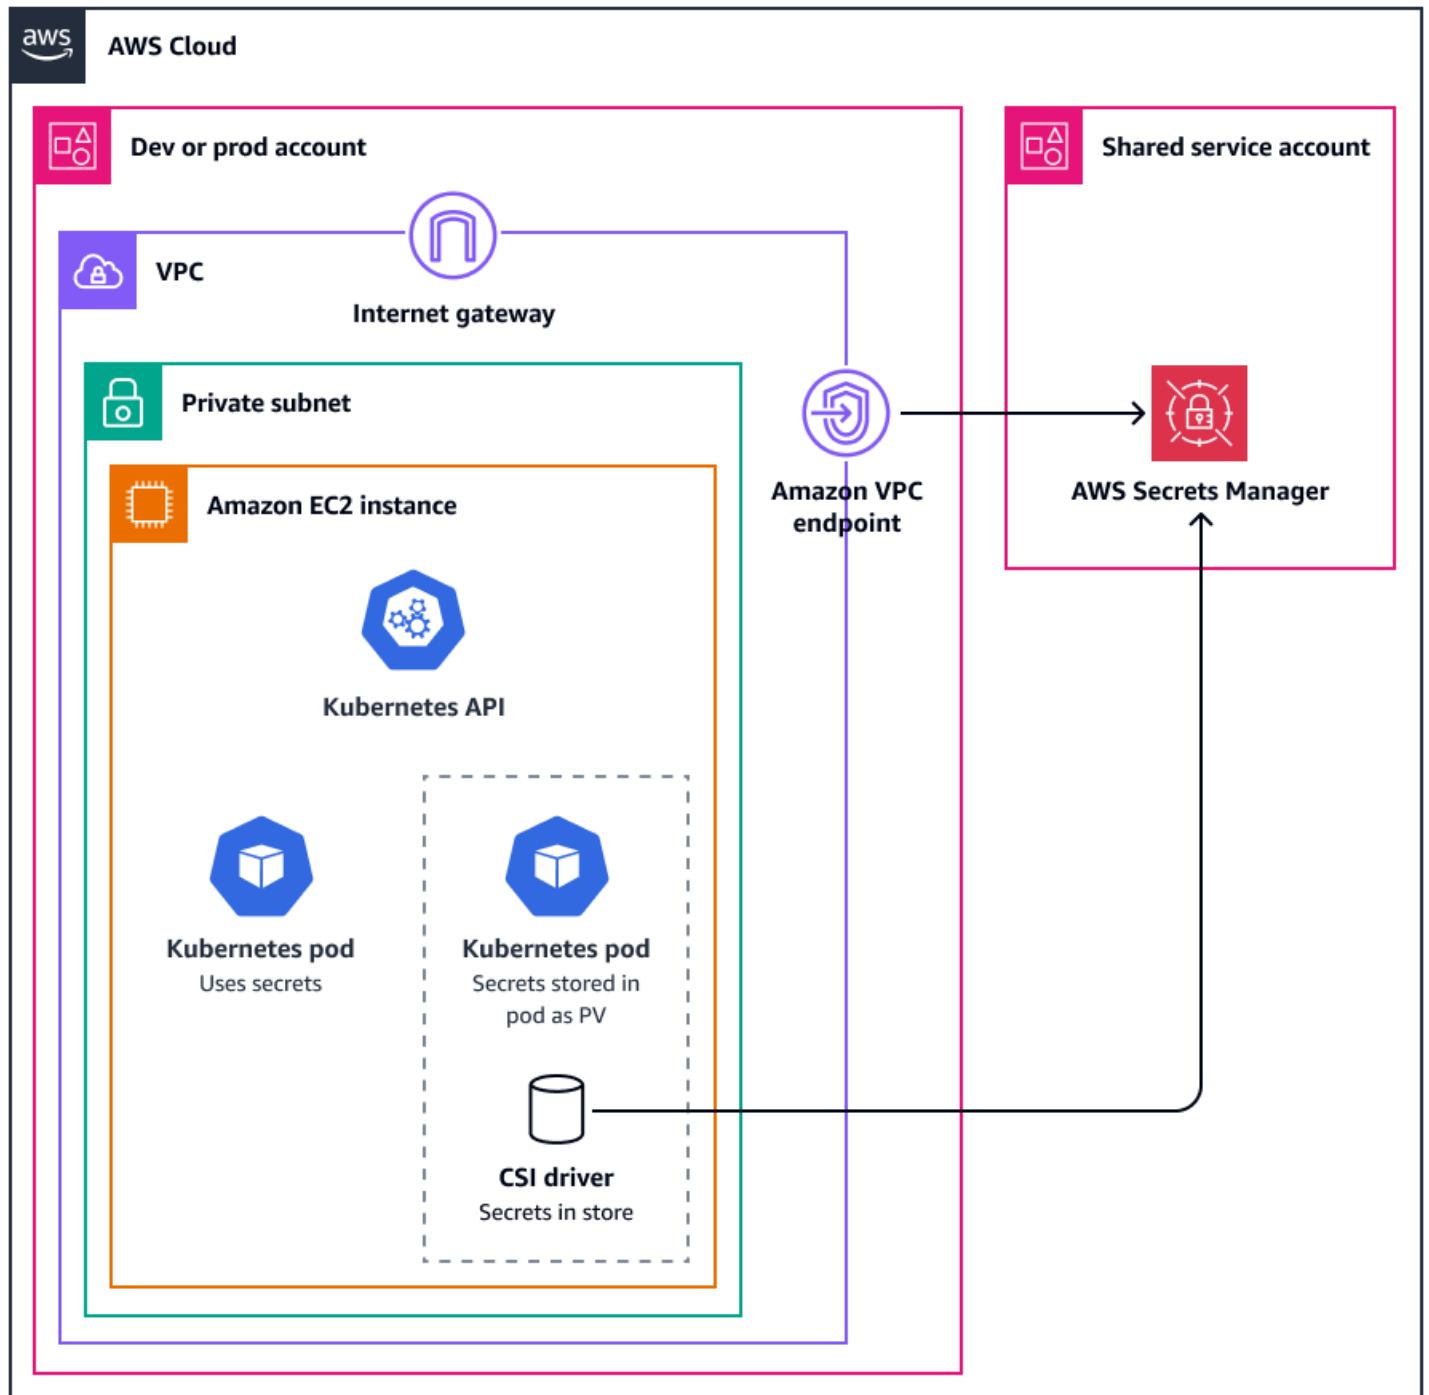 aws
AWS Cloud
Dev or prod account
Shared service account
VPC
Internet gateway
Private subnet
Amazon EC2 instance
Amazon VPC
endpoint
AWS Secrets Manager
Kubernetes API
Kubernetes pod
Uses secrets
Kubernetes pod
Secrets stored in
pod as PV
CSI driver
Secrets in store